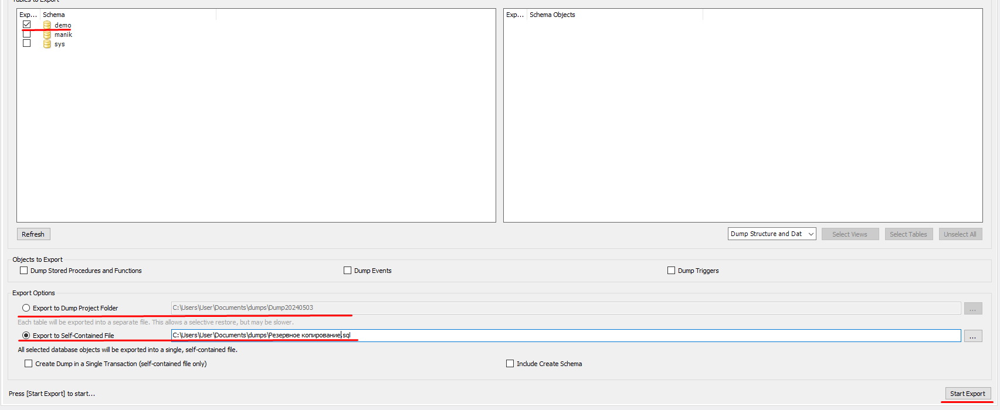 Tables to Export
Exp... Schema Exp... Schema Objects
demo
manik
sys
Refresh Dump Structure and Dat Select Views Select Tables Unselect All
Objects to Export
Dump Stored Procedures and Functions Dump Events Dump Triggers
Export Options
Export to Dump Project Folder C:\Users\User\Documents\dumps\Dump20240503 ...
Each table will be exported into a separate file. This allows a selective restore, but may be slower.
Export to Self-Contained File C:\Users\User\Documents\dumps\Резервное копирование.sql ...
All selected database objects will be exported into a single, self-contained file.
Create Dump in a Single Transaction (self-contained file only) Include Create Schema
Press [Start Export] to start... Start Export